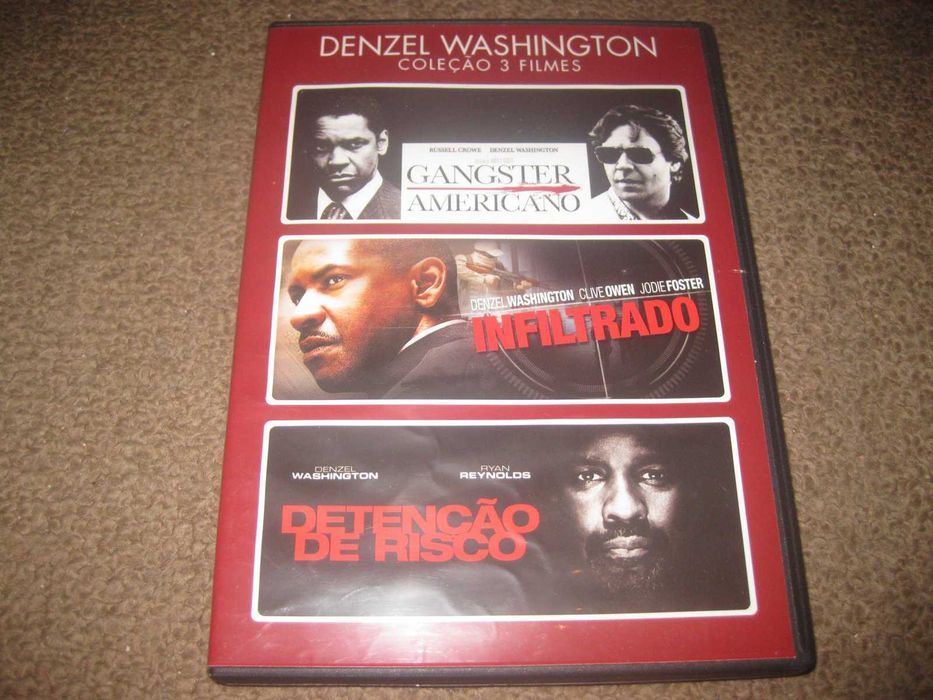 DENZEL WASHINGTON
COLEÇÃO 3 FILMES
RUSSELL CROWE DENZEL WASHINGTON
GANGSTER
AMERICANO
DENZEL WASHINGTON CLIVE OWEN JODIE FOSTER
INFILTRADO
DENZEL WASHINGTON
RYAN REYNOLDS
DETENÇÃO
DE RISCO